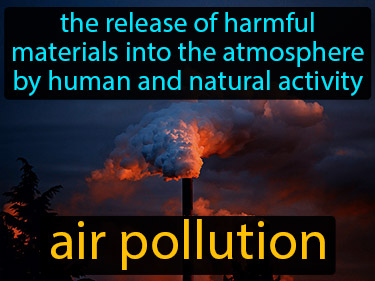 the release of harmful
materials into the atmosphere
by human and natural activity
air pollution